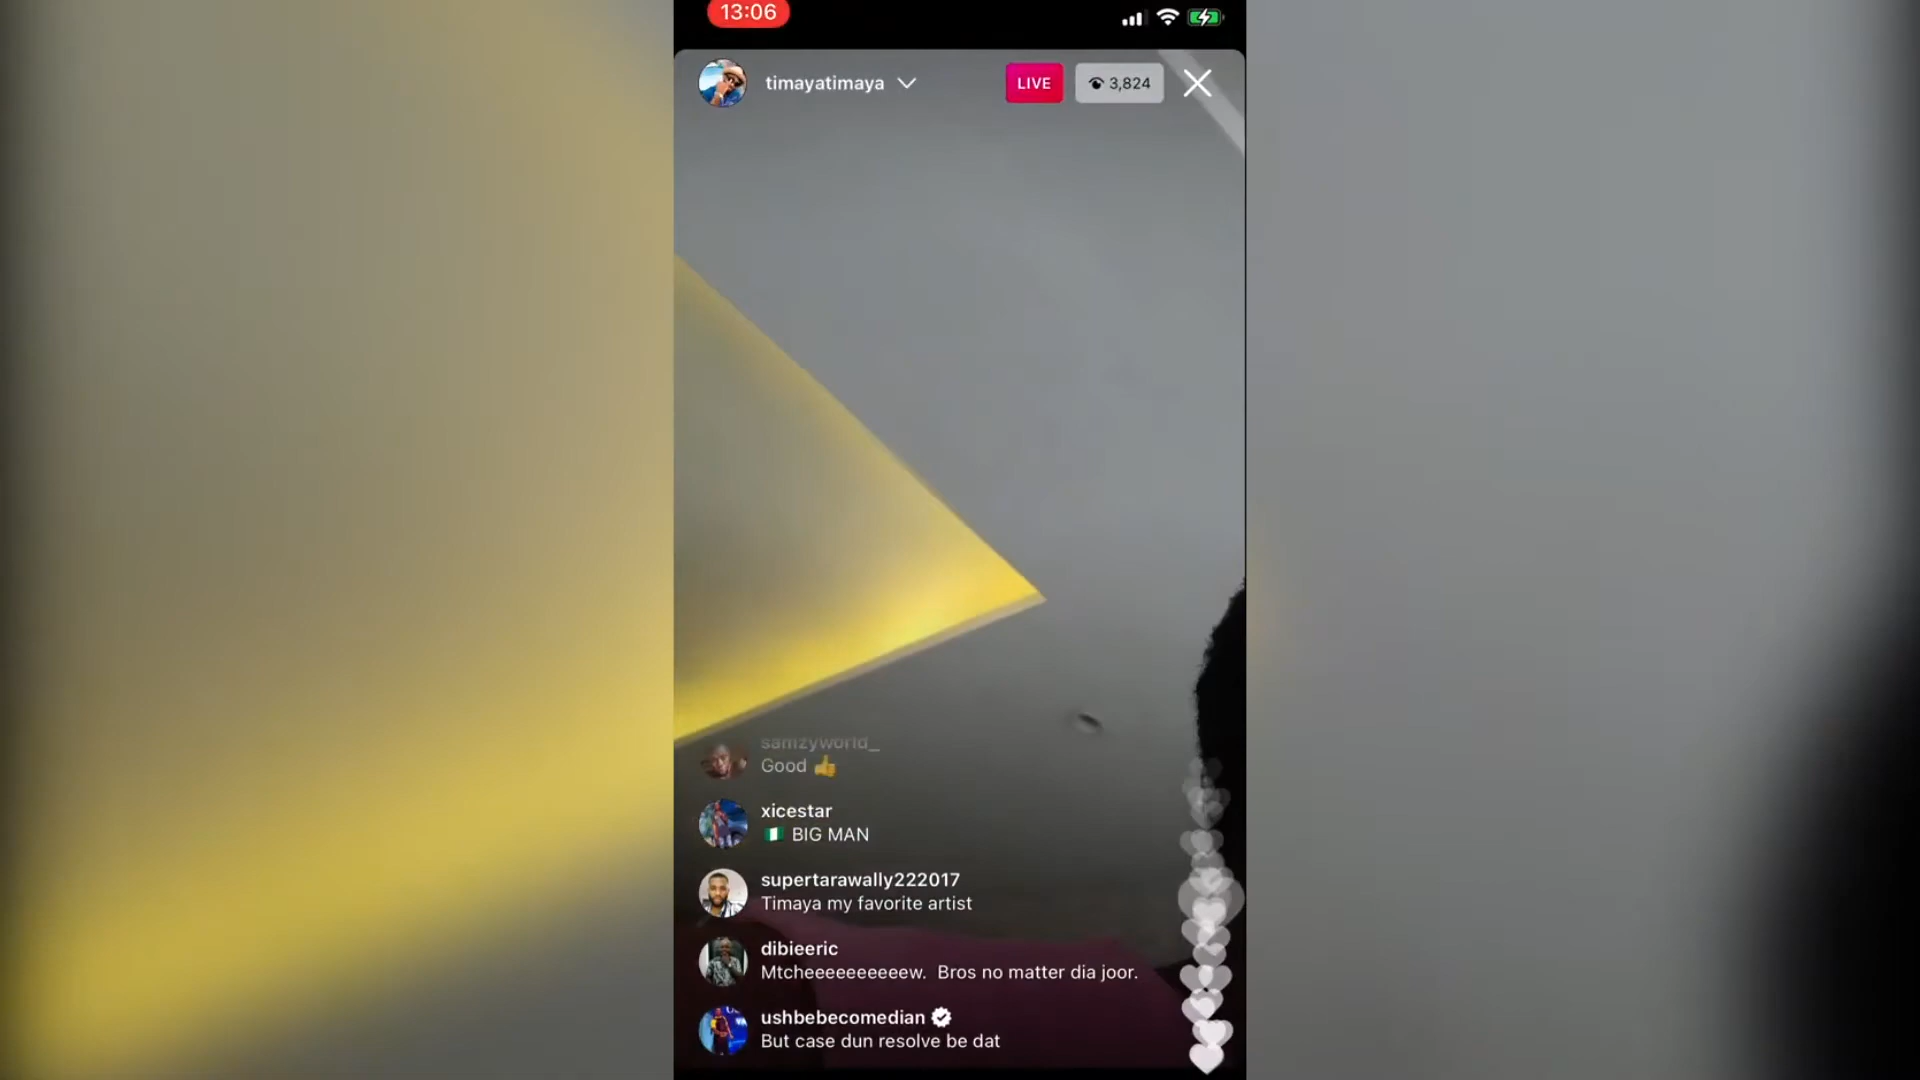 13:06
timayatimaya
LIVE
3,824
samzyworld_
Good 👍
xicestar
🇳🇬 BIG MAN
supertarawally222017
Timaya my favorite artist
dibieeric
Mtcheeeeeeeeeew. Bros no matter dia joor.
ushbebecomedian
But case dun resolve be dat